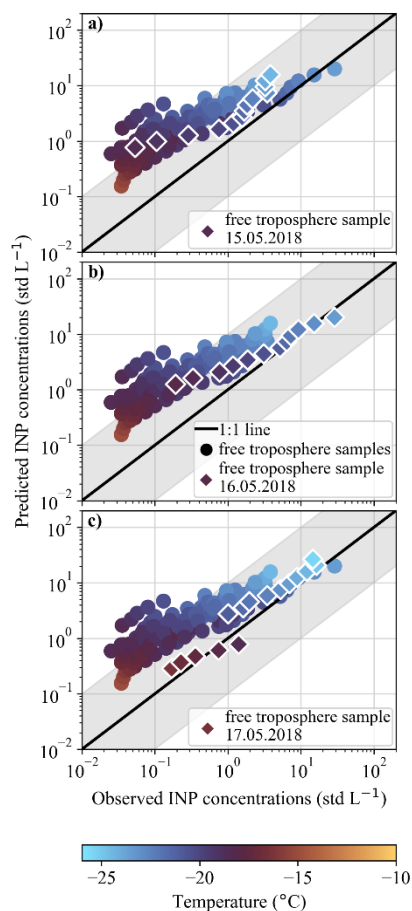 a)
10²
10¹
10⁰
10⁻¹
10⁻²
free troposphere sample
15.05.2018
b)
10²
10¹
10⁰
10⁻¹
10⁻²
Predicted INP concentrations (std L⁻¹)
1:1 line
free troposphere samples
free troposphere sample
16.05.2018
c)
10²
10¹
10⁰
10⁻¹
10⁻²
free troposphere sample
17.05.2018
10⁻² 10⁻¹ 10⁰ 10¹ 10²
Observed INP concentrations (std L⁻¹)
−25 −20 −15 −10
Temperature (°C)